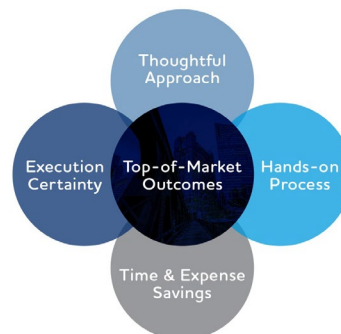 Thoughtful
Approach
Execution
Certainty
Top-of-Market
Outcomes
Hands-on
Process
Time & Expense
Savings